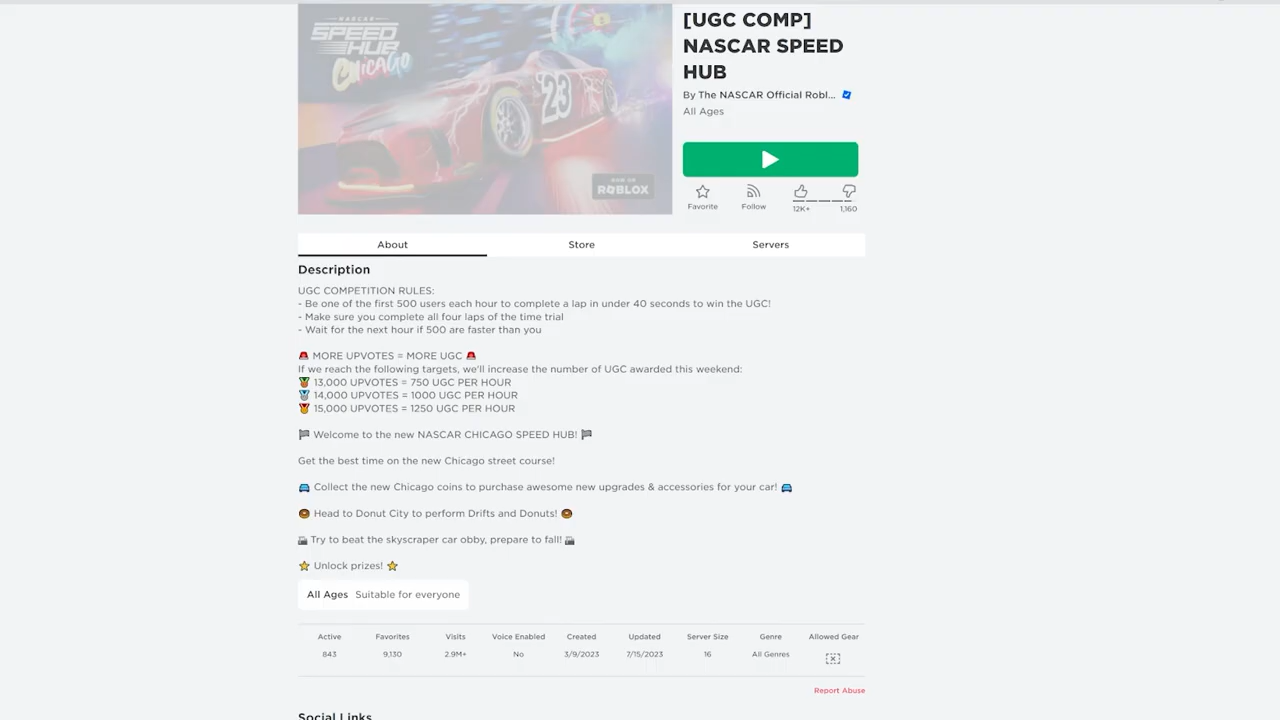 NASCAR
SPEED
HUB
CHICAGO
23
NOW ON
ROBLOX
[UGC COMP]
NASCAR SPEED
HUB
By The NASCAR Official Robl...
All Ages
Favorite
Follow
12K+
1,160
About
Store
Servers
Description
UGC COMPETITION RULES:
- Be one of the first 500 users each hour to complete a lap in under 40 seconds to win the UGC!
- Make sure you complete all four laps of the time trial
- Wait for the next hour if 500 are faster than you
🚨 MORE UPVOTES = MORE UGC 🚨
If we reach the following targets, we'll increase the number of UGC awarded this weekend:
🥉 13,000 UPVOTES = 750 UGC PER HOUR
🥈 14,000 UPVOTES = 1000 UGC PER HOUR
🥇 15,000 UPVOTES = 1250 UGC PER HOUR
🏁 Welcome to the new NASCAR CHICAGO SPEED HUB! 🏁
Get the best time on the new Chicago street course!
🚙 Collect the new Chicago coins to purchase awesome new upgrades & accessories for your car! 🚙
🍩 Head to Donut City to perform Drifts and Donuts! 🍩
Try to beat the skyscraper car obby, prepare to fall!
⭐ Unlock prizes! ⭐
All Ages Suitable for everyone
Active Favorites Visits Voice Enabled Created Updated Server Size Genre Allowed Gear
843 9,130 2.9M+ No 3/9/2023 7/15/2023 16 All Genres
Report Abuse
Social Links